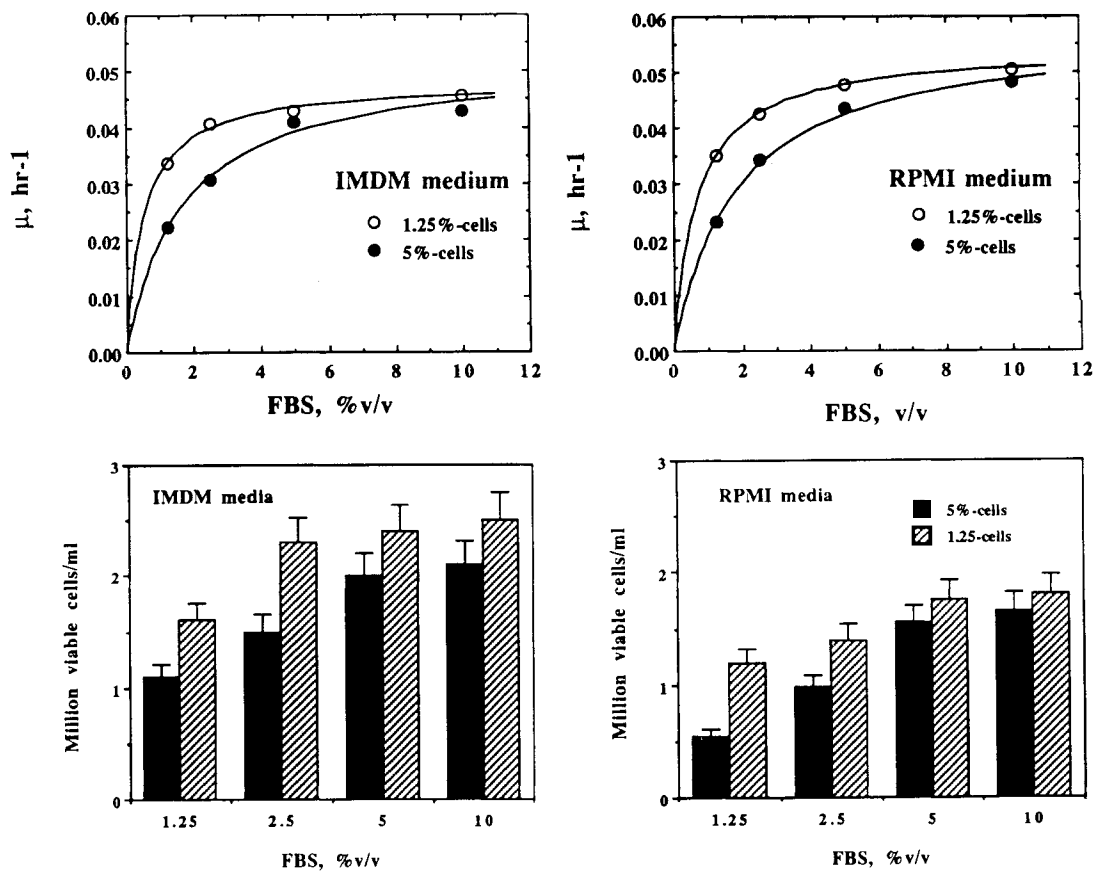 0.06
0.05
0.04
0.03
0.02
0.01
0.00
μ, hr-1
IMDM medium
1.25%-cells
5%-cells
0 2 4 6 8 10 12
FBS, %v/v
0.06
0.05
0.04
0.03
0.02
0.01
0.00
μ, hr-1
RPMI medium
1.25%-cells
5%-cells
0 2 4 6 8 10 12
FBS, v/v
3
2
1
0
Million viable cells/ml
IMDM media
1.25 2.5 5 10
FBS, %v/v
3
2
1
0
Million viable cells/ml
RPMI media
5%-cells
1.25-cells
1.25 2.5 5 10
FBS, %v/v